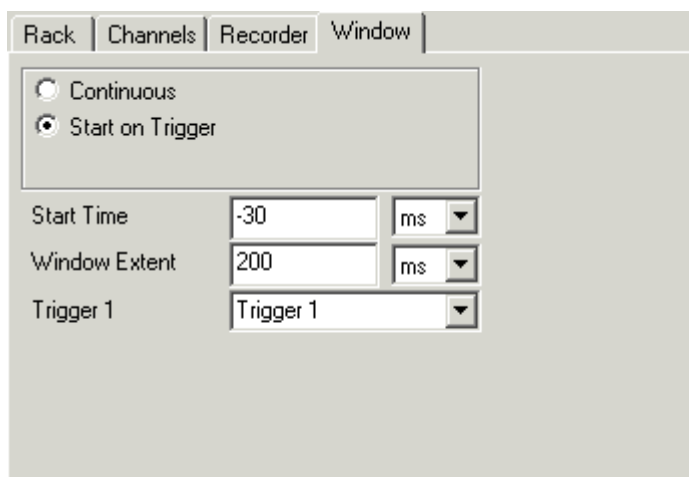 Rack Channels Recorder Window
Continuous
Start on Trigger
Start Time -30 ms
Window Extent 200 ms
Trigger 1 Trigger 1